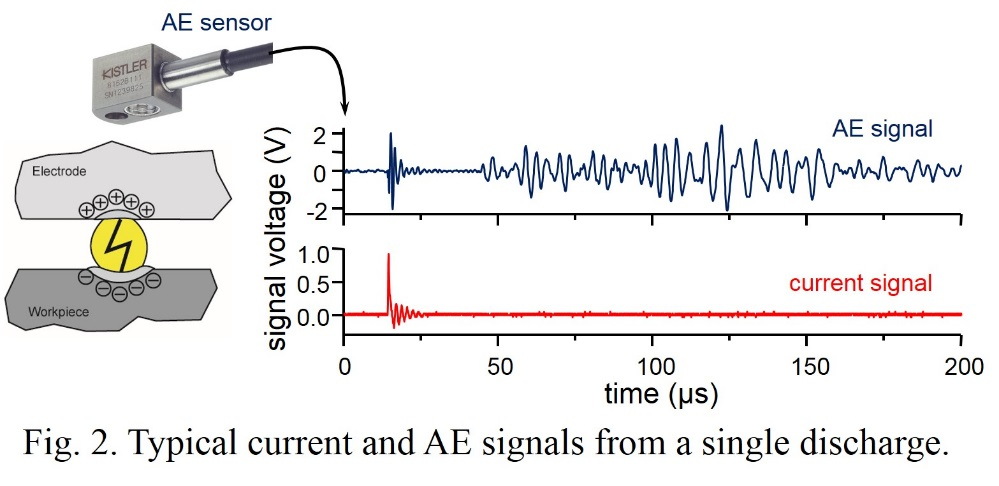 AE sensor
KISTLER
Electrode
+ + + + +
− − − − −
Workpiece
signal voltage (V)
2
0
-2
AE signal
1.0
0.5
0.0
current signal
0 50 100 150 200
time (µs)
Fig. 2. Typical current and AE signals from a single discharge.